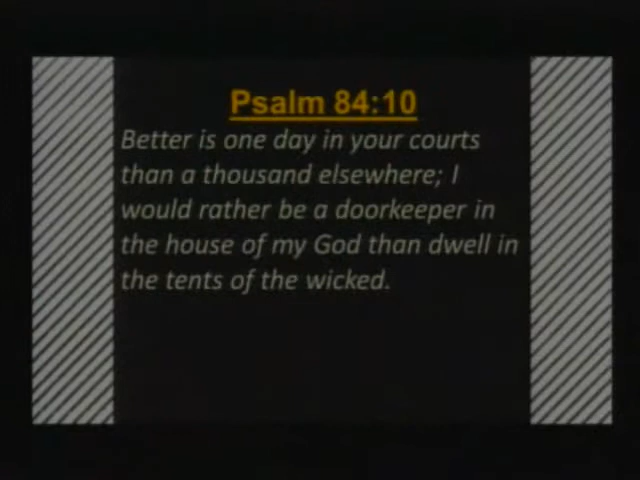 Psalm 84:10
Better is one day in your courts
than a thousand elsewhere; I
would rather be a doorkeeper in
the house of my God than dwell in
the tents of the wicked.